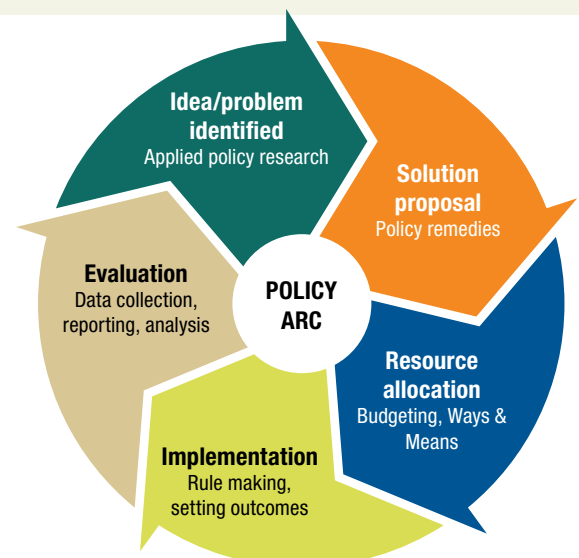 Idea/problem
identified
Applied policy research
Solution
proposal
Policy remedies
Resource
allocation
Budgeting, Ways &
Means
Implementation
Rule making,
setting outcomes
Evaluation
Data collection,
reporting, analysis
POLICY
ARC